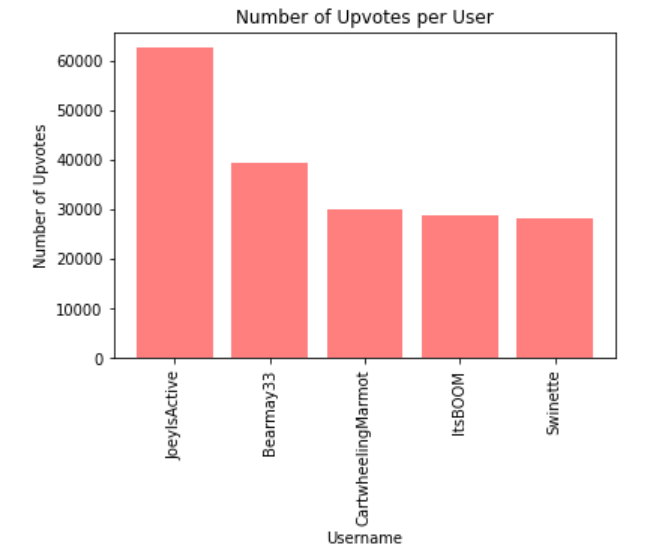 Number of Upvotes per User
Number of Upvotes
60000
50000
40000
30000
20000
10000
0
JoeyIsActive
Bearmay33
CartwheelingMarmot
ItsBOOM
Swinette
Username